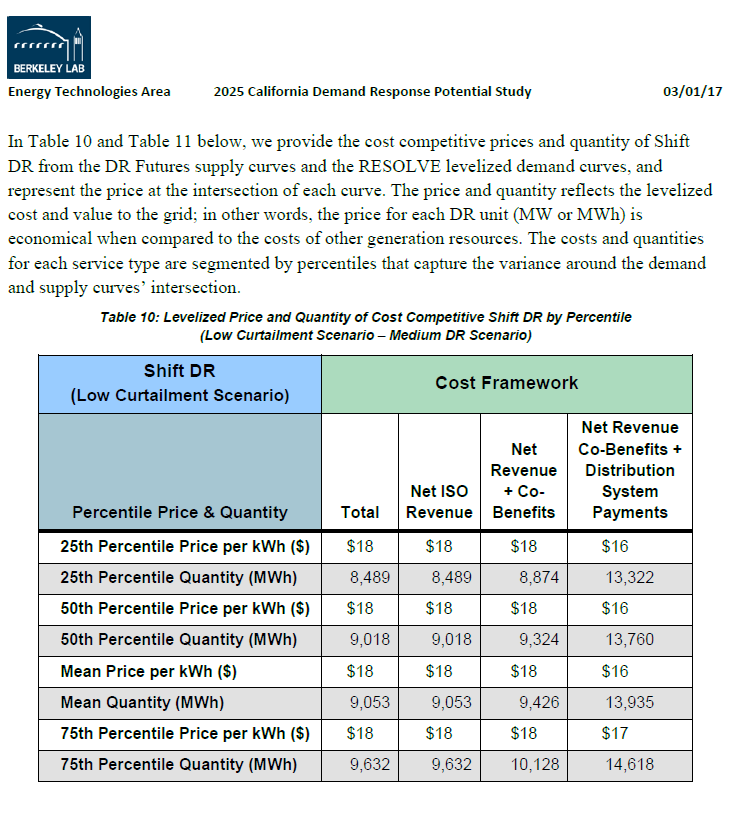 BERKELEY LAB
Energy Technologies Area 2025 California Demand Response Potential Study 03/01/17
In Table 10 and Table 11 below, we provide the cost competitive prices and quantity of Shift
DR from the DR Futures supply curves and the RESOLVE levelized demand curves, and
represent the price at the intersection of each curve. The price and quantity reflects the levelized
cost and value to the grid; in other words, the price for each DR unit (MW or MWh) is
economical when compared to the costs of other generation resources. The costs and quantities
for each service type are segmented by percentiles that capture the variance around the demand
and supply curves’ intersection.
Table 10: Levelized Price and Quantity of Cost Competitive Shift DR by Percentile
(Low Curtailment Scenario – Medium DR Scenario)
Shift DR
(Low Curtailment Scenario)
Cost Framework
Percentile Price & Quantity
Total
Net ISO
Revenue
Net
Revenue
+ Co-
Benefits
Net Revenue
Co-Benefits +
Distribution
System
Payments
25th Percentile Price per kWh ($) $18 $18 $18 $16
25th Percentile Quantity (MWh) 8,489 8,489 8,874 13,322
50th Percentile Price per kWh ($) $18 $18 $18 $16
50th Percentile Quantity (MWh) 9,018 9,018 9,324 13,760
Mean Price per kWh ($) $18 $18 $18 $16
Mean Quantity (MWh) 9,053 9,053 9,426 13,935
75th Percentile Price per kWh ($) $18 $18 $18 $17
75th Percentile Quantity (MWh) 9,632 9,632 10,128 14,618